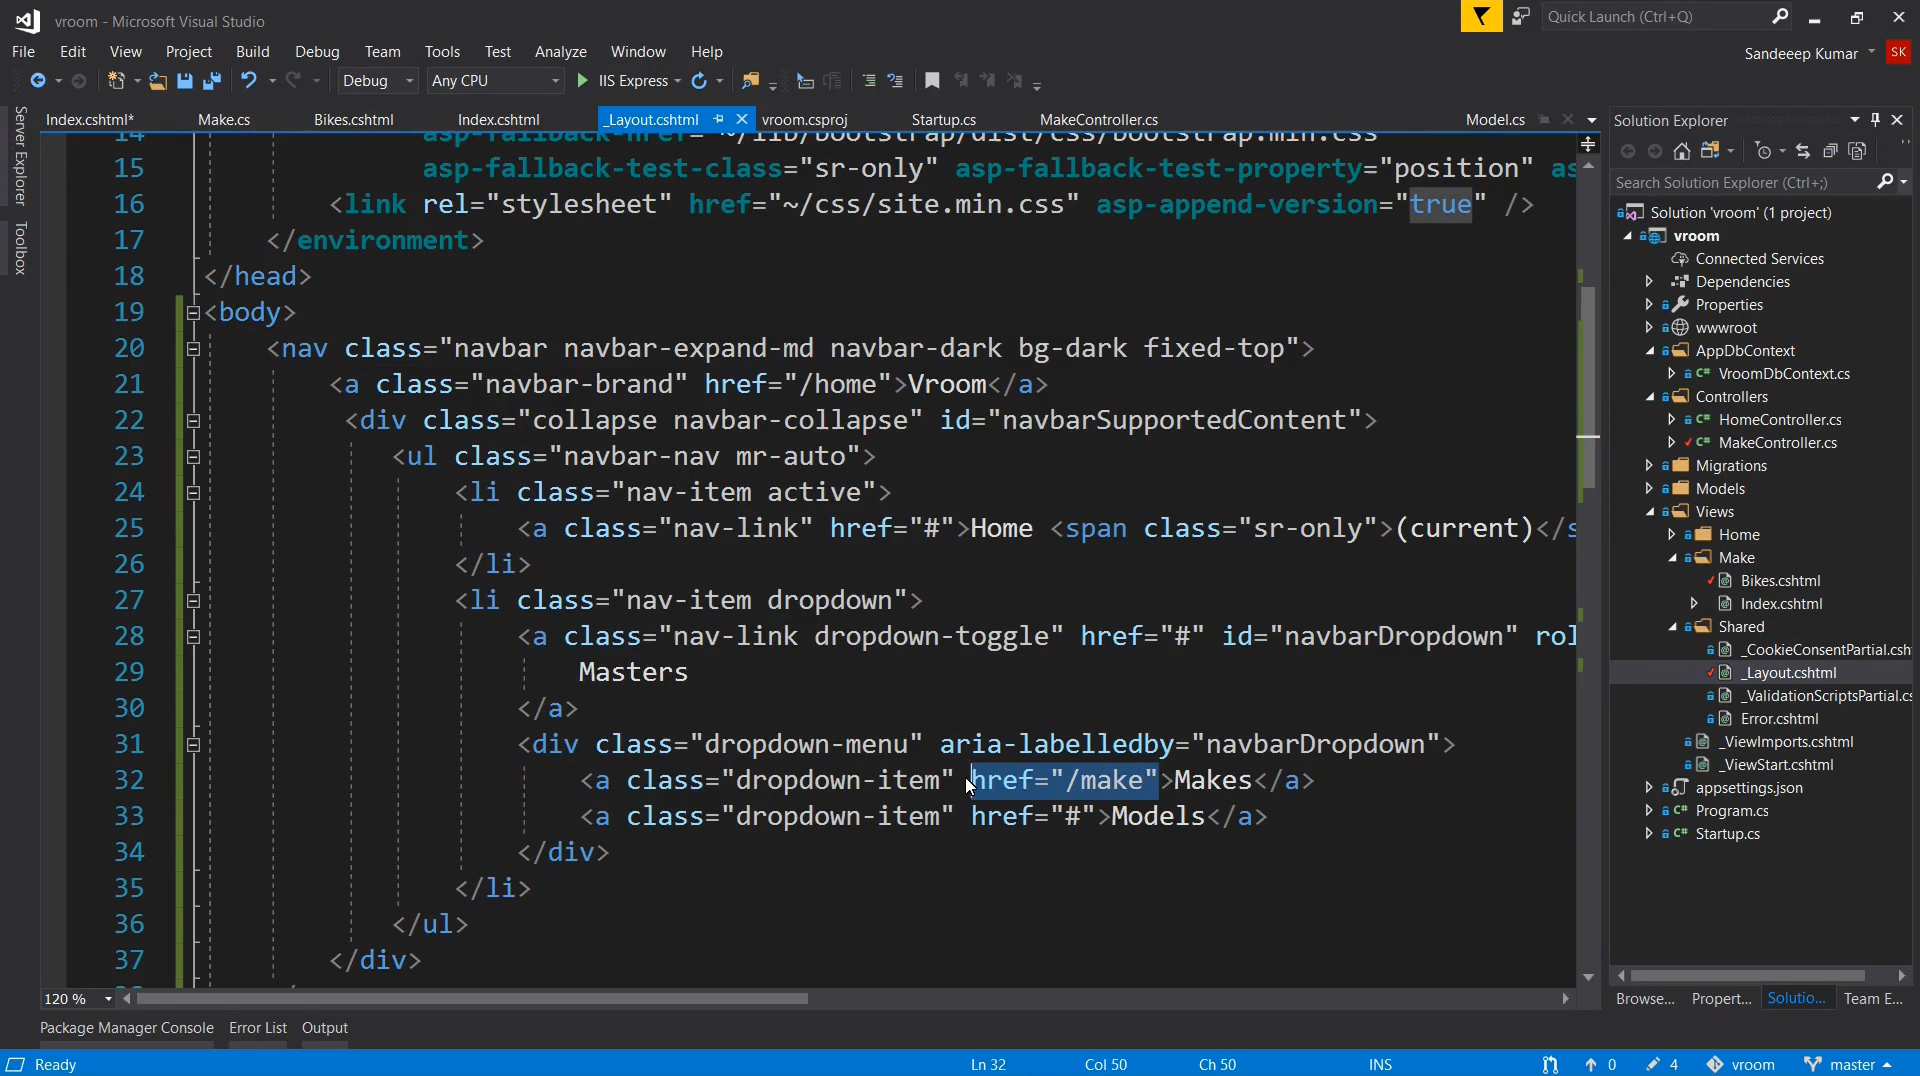 vroom - Microsoft Visual Studio
Quick Launch (Ctrl+Q)
File Edit View Project Build Debug Team Tools Test Analyze Window Help
Sandeeep Kumar SK
Debug Any CPU IIS Express
Index.cshtml* Make.cs Bikes.cshtml Index.cshtml _Layout.cshtml vroom.csproj Startup.cs MakeController.cs Model.cs
Server Explorer
Toolbox
14 asp-fallback-href="~/lib/bootstrap/dist/css/bootstrap.min.css"
15 asp-fallback-test-class="sr-only" asp-fallback-test-property="position" as
16 <link rel="stylesheet" href="~/css/site.min.css" asp-append-version="true" />
17 </environment>
18 </head>
19 <body>
20 <nav class="navbar navbar-expand-md navbar-dark bg-dark fixed-top">
21 <a class="navbar-brand" href="/home">Vroom</a>
22 <div class="collapse navbar-collapse" id="navbarSupportedContent">
23 <ul class="navbar-nav mr-auto">
24 <li class="nav-item active">
25 <a class="nav-link" href="#">Home <span class="sr-only">(current)</s
26 </li>
27 <li class="nav-item dropdown">
28 <a class="nav-link dropdown-toggle" href="#" id="navbarDropdown" rol
29 Masters
30 </a>
31 <div class="dropdown-menu" aria-labelledby="navbarDropdown">
32 <a class="dropdown-item" href="/make">Makes</a>
33 <a class="dropdown-item" href="#">Models</a>
34 </div>
35 </li>
36 </ul>
37 </div>
120 %
Solution Explorer
Search Solution Explorer (Ctrl+;)
Solution 'vroom' (1 project)
vroom
Connected Services
Dependencies
Properties
wwwroot
AppDbContext
VroomDbContext.cs
Controllers
HomeController.cs
MakeController.cs
Migrations
Models
Views
Home
Make
Bikes.cshtml
Index.cshtml
Shared
_CookieConsentPartial.csh
_Layout.cshtml
_ValidationScriptsPartial.cs
Error.cshtml
_ViewImports.cshtml
_ViewStart.cshtml
appsettings.json
Program.cs
Startup.cs
Browse... Propert... Solutio... Team E...
Package Manager Console Error List Output
Ready Ln 32 Col 50 Ch 50 INS 0 4 vroom master